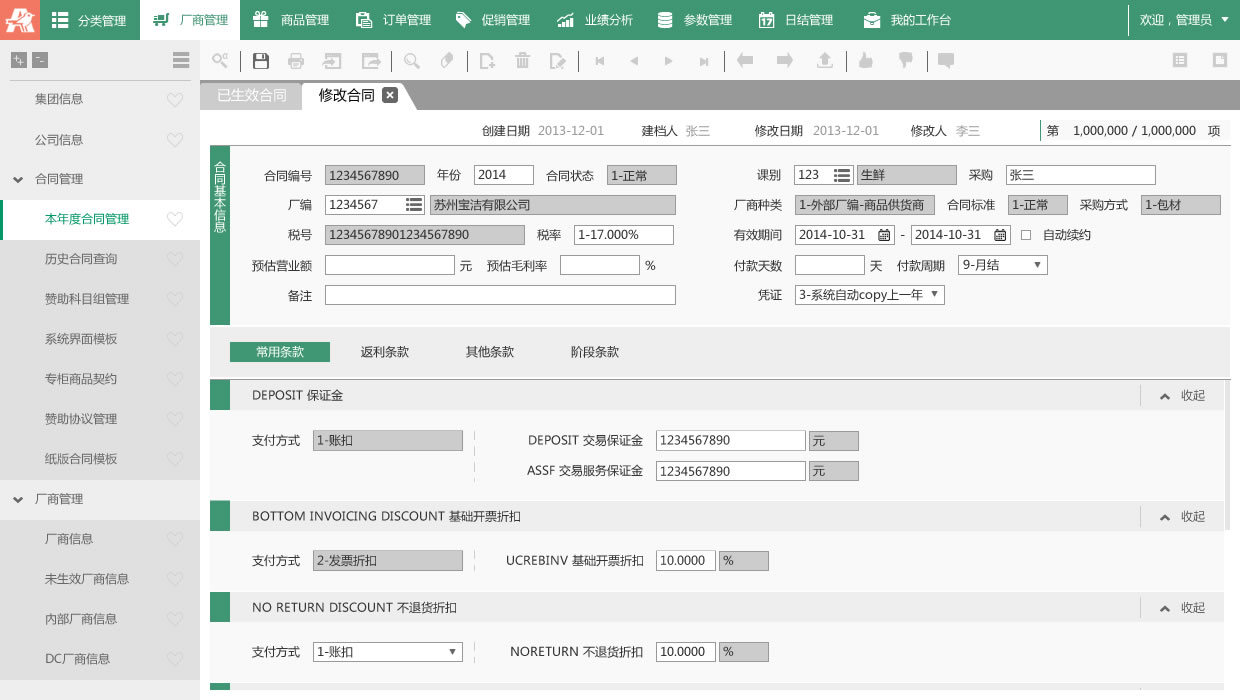 分类管理 厂商管理 商品管理 订单管理 促销管理 业绩分析 参数管理 日结管理 我的工作台 欢迎，管理员
已生效合同 修改合同
集团信息
公司信息
合同管理
本年度合同管理
历史合同查询
赞助科目组管理
系统界面模板
专柜商品契约
赞助协议管理
纸版合同模板
厂商管理
厂商信息
未生效厂商信息
内部厂商信息
DC厂商信息
创建日期 2013-12-01 建档人 张三 修改日期 2013-12-01 修改人 李三 第 1,000,000 / 1,000,000 项
合同基本信息
合同编号 1234567890 年份 2014 合同状态 1-正常 课别 123 生鲜 采购 张三
厂编 1234567 苏州宝洁有限公司 厂商种类 1-外部厂编-商品供货商 合同标准 1-正常 采购方式 1-包材
税号 12345678901234567890 税率 1-17.000% 有效期间 2014-10-31 - 2014-10-31 自动续约
预估营业额 元 预估毛利率 % 付款天数 天 付款周期 9-月结
备注 凭证 3-系统自动copy上一年
常用条款 返利条款 其他条款 阶段条款
DEPOSIT 保证金 收起
支付方式 1-账扣 DEPOSIT 交易保证金 1234567890 元
ASSF 交易服务保证金 1234567890 元
BOTTOM INVOICING DISCOUNT 基础开票折扣 收起
支付方式 2-发票折扣 UCREBINV 基础开票折扣 10.0000 %
NO RETURN DISCOUNT 不退货折扣 收起
支付方式 1-账扣 NORETURN 不退货折扣 10.0000 %